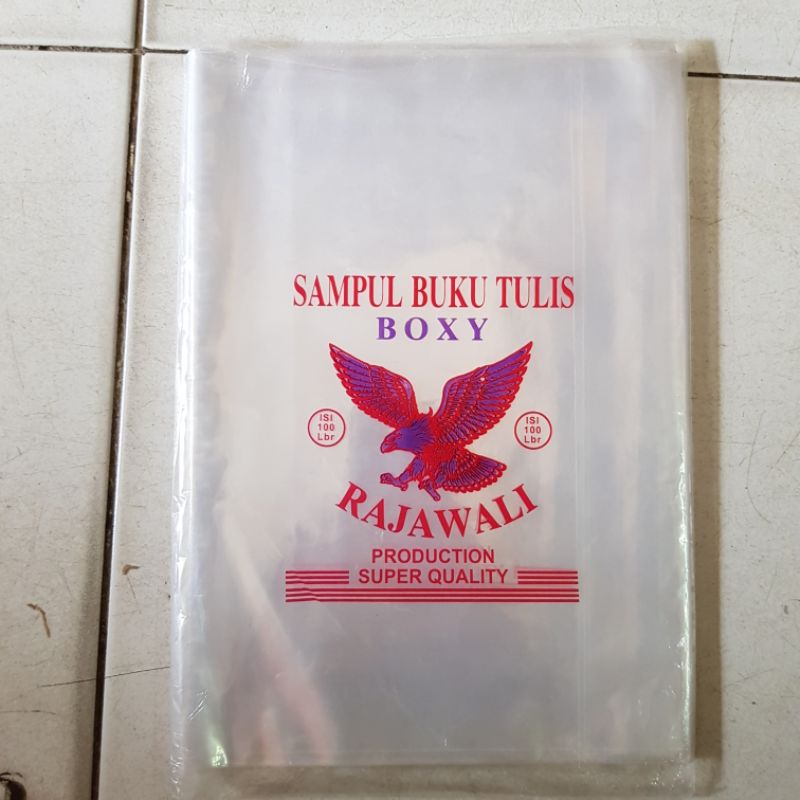 SAMPUL BUKU TULIS
BOXY
ISI
100
Lbr
ISI
100
Lbr
RAJAWALI
PRODUCTION
SUPER QUALITY